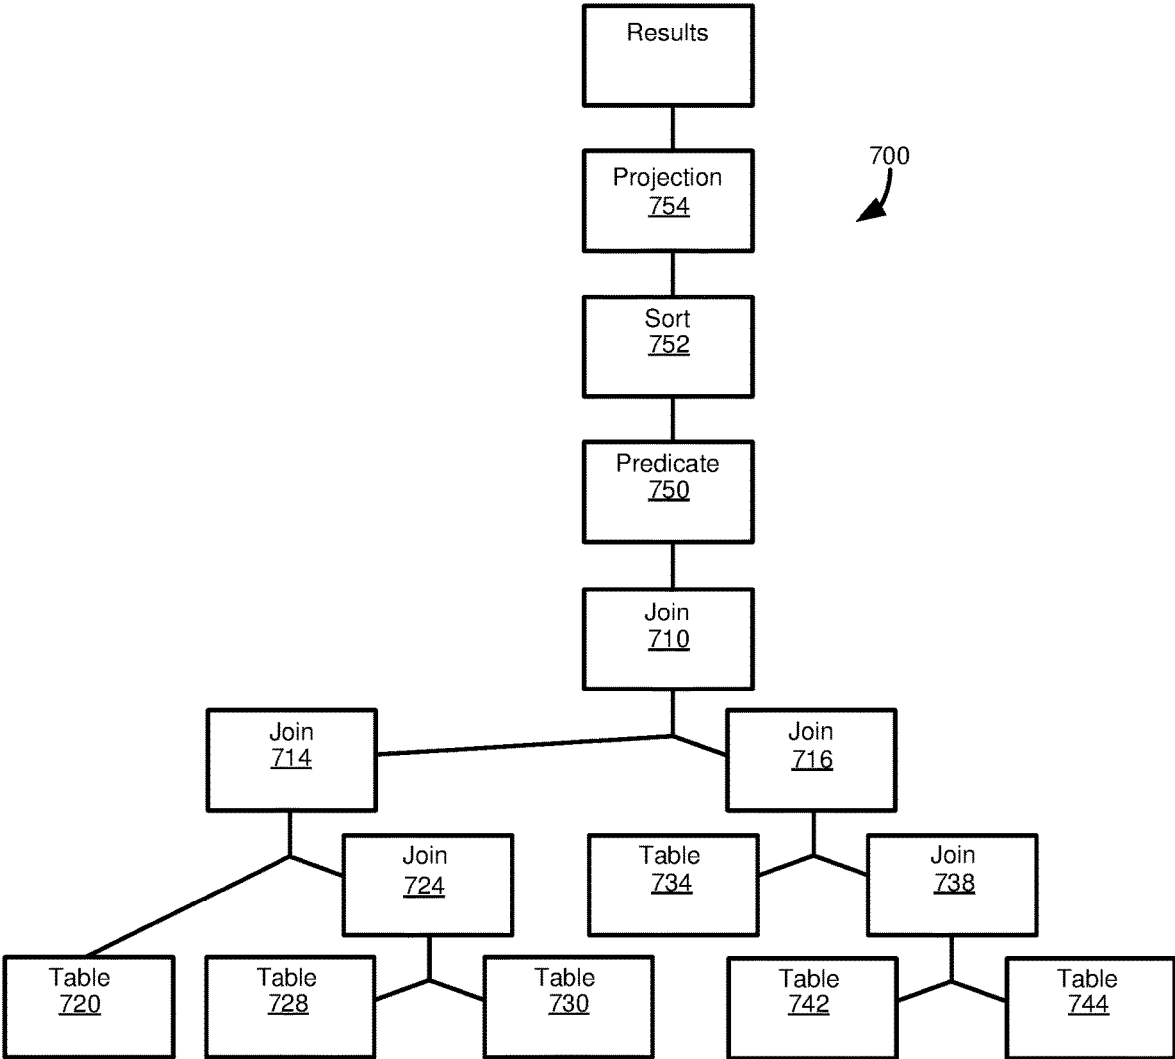 Results
Projection
754
700
Sort
752
Predicate
750
Join
710
Join
714
Join
716
Join
724
Table
734
Join
738
Table
720
Table
728
Table
730
Table
742
Table
744